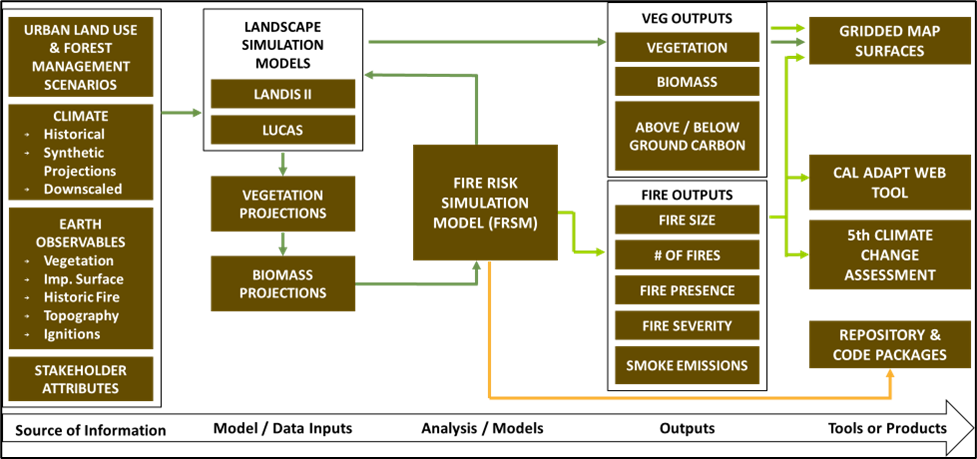 URBAN LAND USE
& FOREST
MANAGEMENT
SCENARIOS
CLIMATE
→ Historical
→ Synthetic
Projections
→ Downscaled
EARTH
OBSERVABLES
→ Vegetation
→ Imp. Surface
→ Historic Fire
→ Topography
→ Ignitions
STAKEHOLDER
ATTRIBUTES
LANDSCAPE
SIMULATION
MODELS
LANDIS II
LUCAS
VEGETATION
PROJECTIONS
BIOMASS
PROJECTIONS
FIRE RISK
SIMULATION
MODEL (FRSM)
VEG OUTPUTS
VEGETATION
BIOMASS
ABOVE / BELOW
GROUND CARBON
FIRE OUTPUTS
FIRE SIZE
# OF FIRES
FIRE PRESENCE
FIRE SEVERITY
SMOKE EMISSIONS
GRIDDED MAP
SURFACES
CAL ADAPT WEB
TOOL
5th CLIMATE
CHANGE
ASSESSMENT
REPOSITORY &
CODE PACKAGES
Source of Information
Model / Data Inputs
Analysis / Models
Outputs
Tools or Products